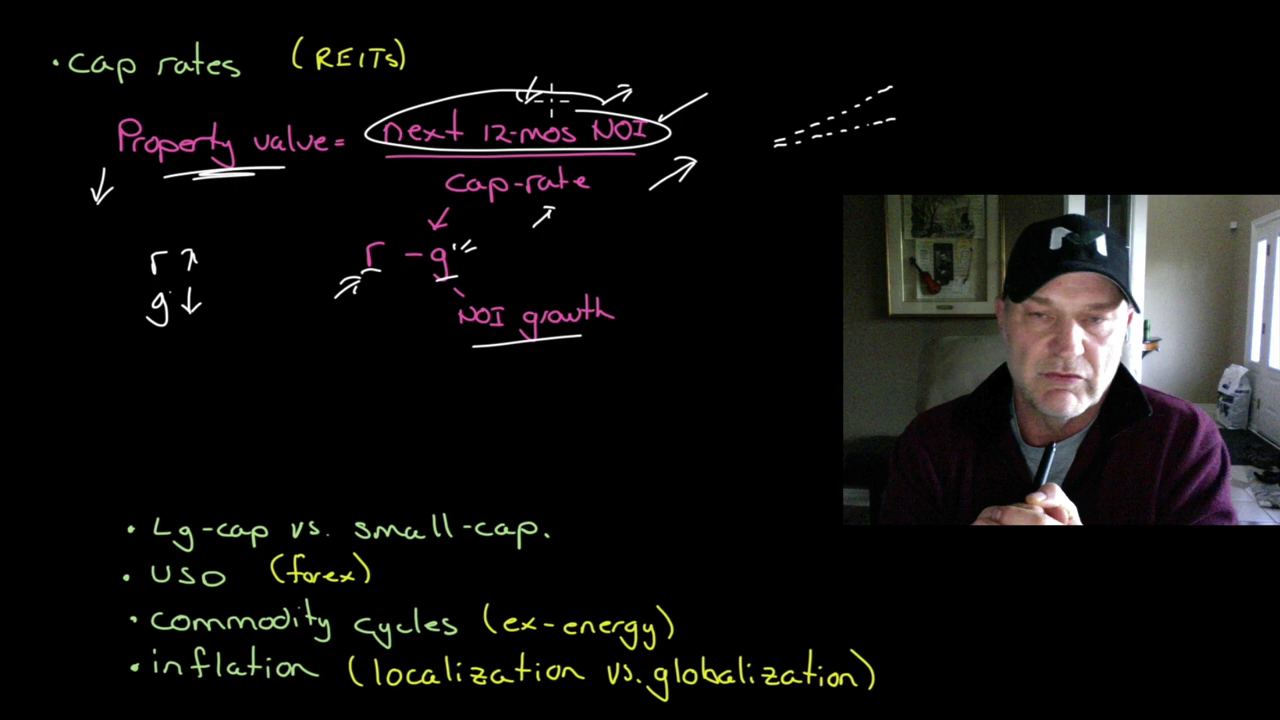 • cap rates (REITs)
Property value = next 12-mos NOI
cap-rate
r - g
r ↑
g ↓
NOI growth
• Lg-cap vs. small-cap.
• USD (forex)
• commodity cycles (ex-energy)
• inflation (localization vs. globalization)